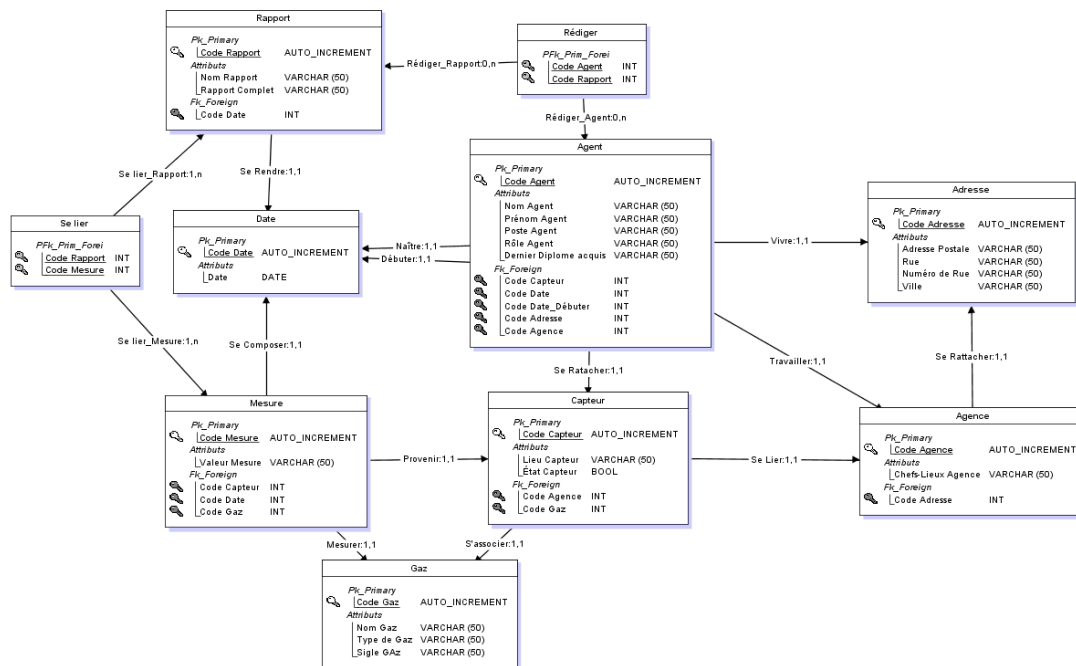 Rapport
Pk_Primary
Code Rapport AUTO_INCREMENT
Attributs
Nom Rapport VARCHAR (50)
Rapport Complet VARCHAR (50)
Fk_Foreign
Code Date INT
Rédiger
PFk_Prim_Forei
Code Agent INT
Code Rapport INT
Rédiger_Rapport:0,n
Rédiger_Agent:0,n
Agent
Pk_Primary
Code Agent AUTO_INCREMENT
Attributs
Nom Agent VARCHAR (50)
Prénom Agent VARCHAR (50)
Poste Agent VARCHAR (50)
Rôle Agent VARCHAR (50)
Dernier Diplome acquis VARCHAR (50)
Fk_Foreign
Code Capteur INT
Code Date INT
Code Date_Débuter INT
Code Adresse INT
Code Agence INT
Se lier_Rapport:1,n
Se Rendre:1,1
Se lier
PFk_Prim_Forei
Code Rapport INT
Code Mesure INT
Date
Pk_Primary
Code Date AUTO_INCREMENT
Attributs
Date DATE
Naître:1,1
Débuter:1,1
Vivre:1,1
Adresse
Pk_Primary
Code Adresse AUTO_INCREMENT
Attributs
Adresse Postale VARCHAR (50)
Rue VARCHAR (50)
Numéro de Rue VARCHAR (50)
Ville VARCHAR (50)
Se lier_Mesure:1,n
Se Composer:1,1
Se Ratacher:1,1
Travailler:1,1
Se Rattacher:1,1
Mesure
Pk_Primary
Code Mesure AUTO_INCREMENT
Attributs
Valeur Mesure VARCHAR (50)
Fk_Foreign
Code Capteur INT
Code Date INT
Code Gaz INT
Provenir:1,1
Capteur
Pk_Primary
Code Capteur AUTO_INCREMENT
Attributs
Lieu Capteur VARCHAR (50)
État Capteur BOOL
Fk_Foreign
Code Agence INT
Code Gaz INT
Se Lier:1,1
Agence
Pk_Primary
Code Agence AUTO_INCREMENT
Attributs
Chefs-Lieux Agence VARCHAR (50)
Fk_Foreign
Code Adresse INT
Mesurer:1,1
S'associer:1,1
Gaz
Pk_Primary
Code Gaz AUTO_INCREMENT
Attributs
Nom Gaz VARCHAR (50)
Type de Gaz VARCHAR (50)
Sigle GAz VARCHAR (50)